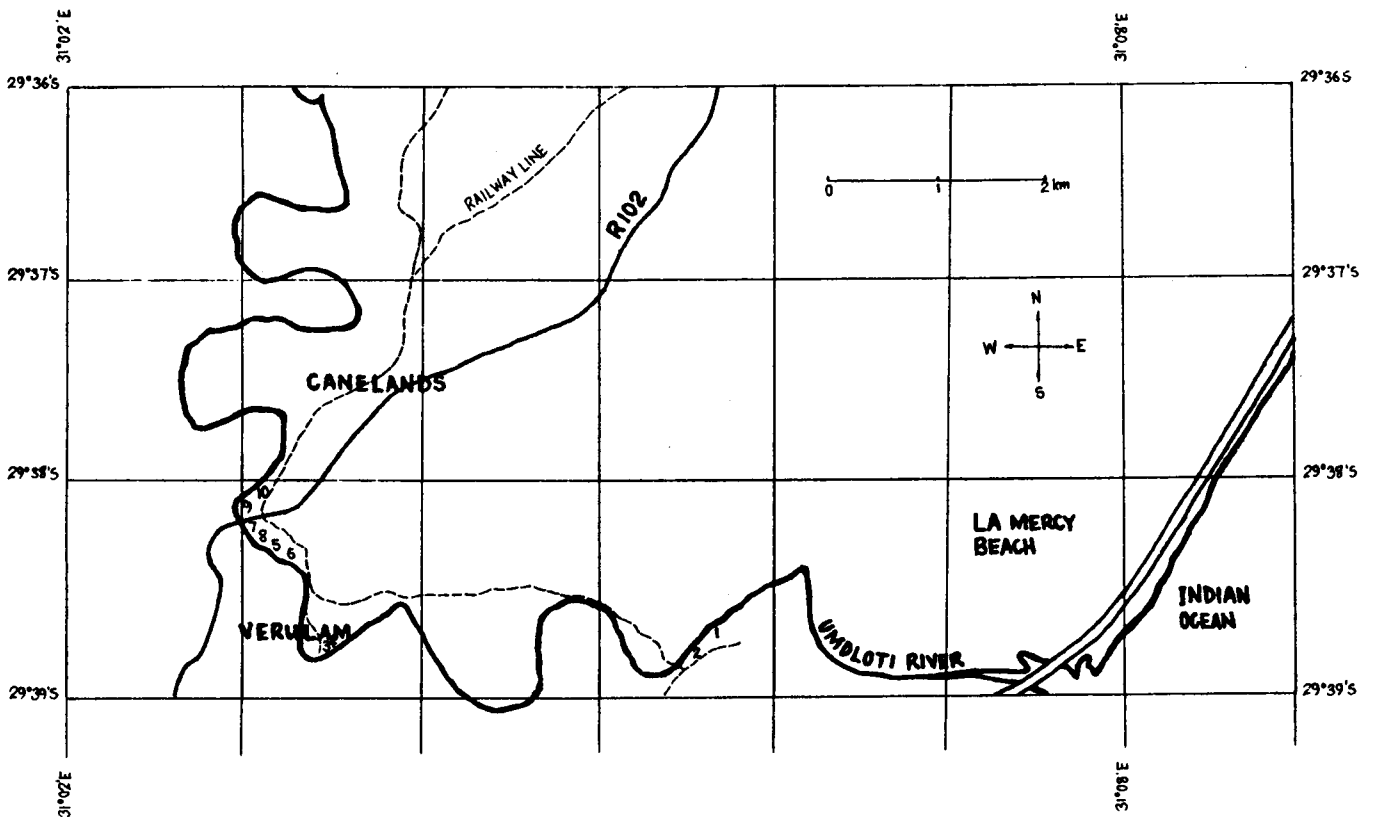 31°02'E
31°08'E
29°36'S
29°36S
RAILWAY LINE
R102
0 1 2 km
29°37'S
29°37'S
N
W E
S
CANELANDS
29°38'S
29°38'S
10
9
7
8
5
6
LA MERCY
BEACH
INDIAN
OCEAN
VERULAM
3
1
2
UMDLOTI RIVER
29°39'S
29°39'S
31°02'E
31°08'E